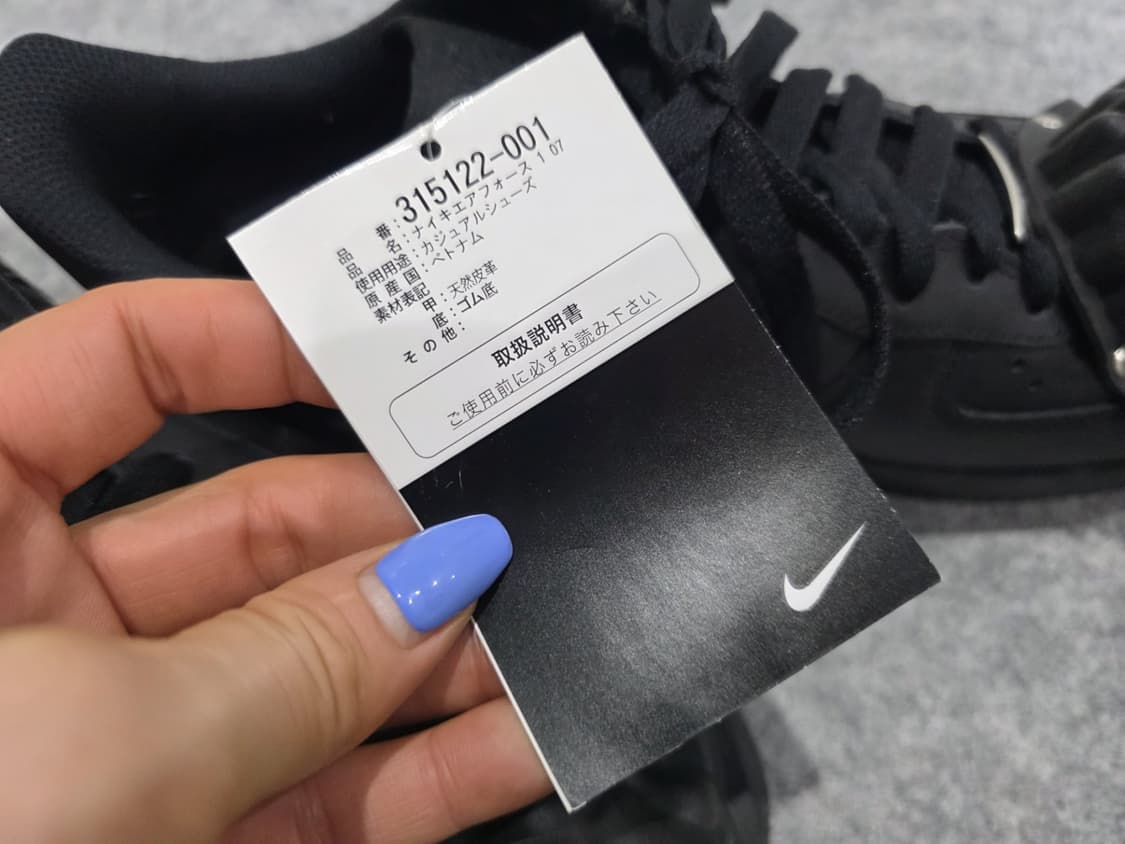 品番:315122-001
品名:ナイキエアフォース 1 07
使用用途:カジュアルシューズ
原産国:ベトナム
素材表記
甲:天然皮革
底:ゴム底
その他:
取扱説明書
ご使用前に必ずお読み下さい